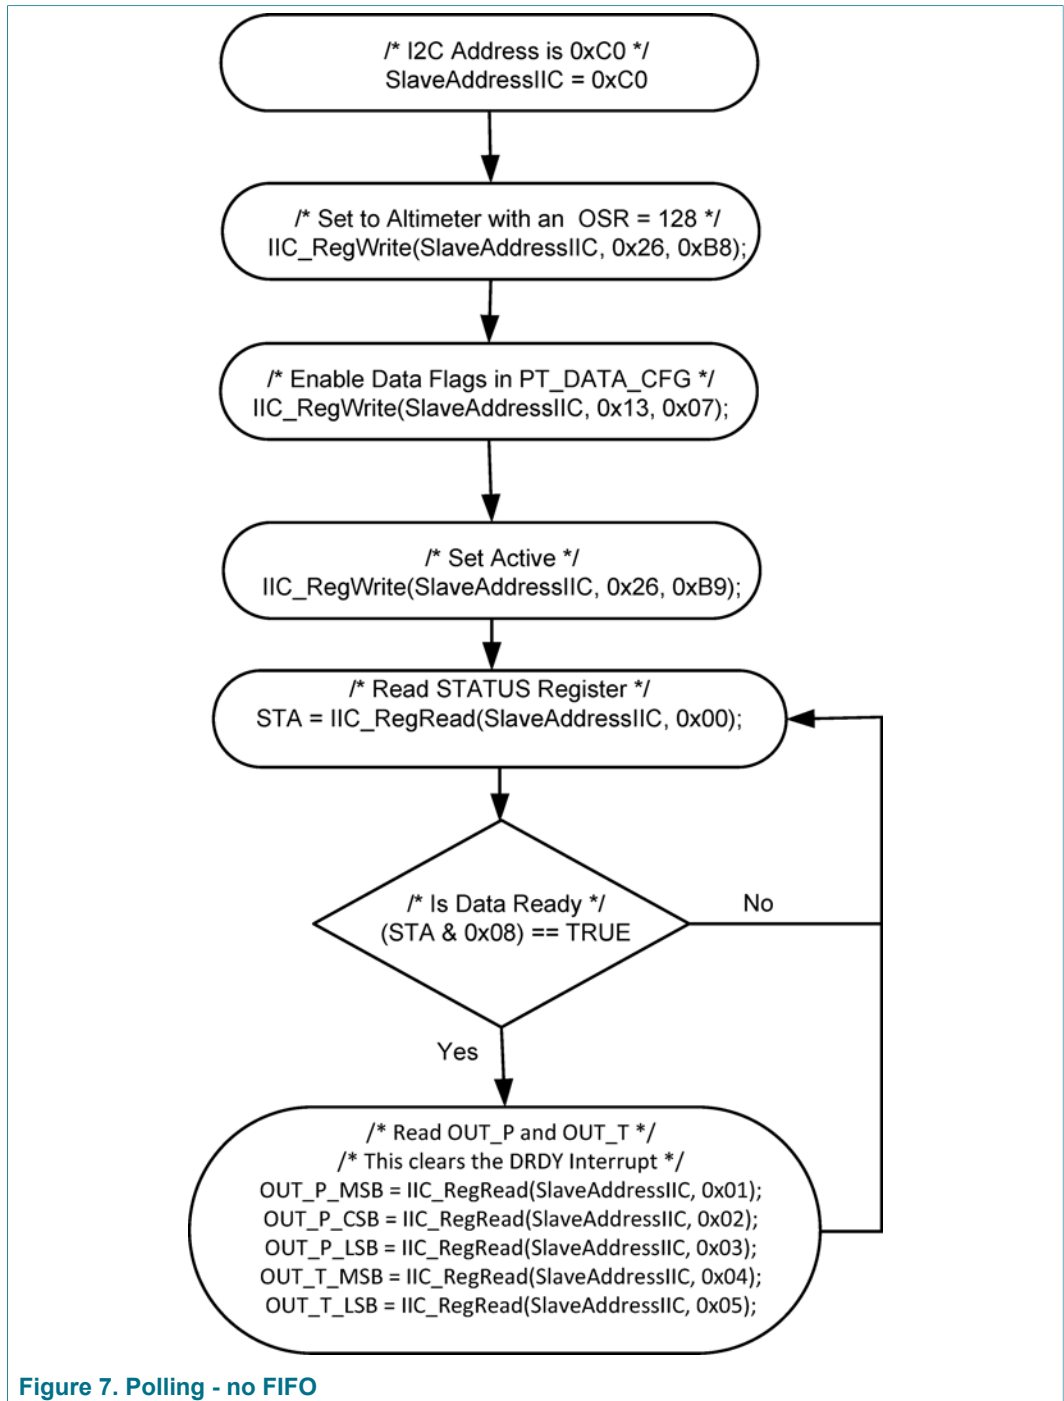 /* I2C Address is 0xC0 */
SlaveAddressIIC = 0xC0
/* Set to Altimeter with an OSR = 128 */
IIC_RegWrite(SlaveAddressIIC, 0x26, 0xB8);
/* Enable Data Flags in PT_DATA_CFG */
IIC_RegWrite(SlaveAddressIIC, 0x13, 0x07);
/* Set Active */
IIC_RegWrite(SlaveAddressIIC, 0x26, 0xB9);
/* Read STATUS Register */
STA = IIC_RegRead(SlaveAddressIIC, 0x00);
/* Is Data Ready */
(STA & 0x08) == TRUE
No
Yes
/* Read OUT_P and OUT_T */
/* This clears the DRDY Interrupt */
OUT_P_MSB = IIC_RegRead(SlaveAddressIIC, 0x01);
OUT_P_CSB = IIC_RegRead(SlaveAddressIIC, 0x02);
OUT_P_LSB = IIC_RegRead(SlaveAddressIIC, 0x03);
OUT_T_MSB = IIC_RegRead(SlaveAddressIIC, 0x04);
OUT_T_LSB = IIC_RegRead(SlaveAddressIIC, 0x05);
Figure 7. Polling - no FIFO